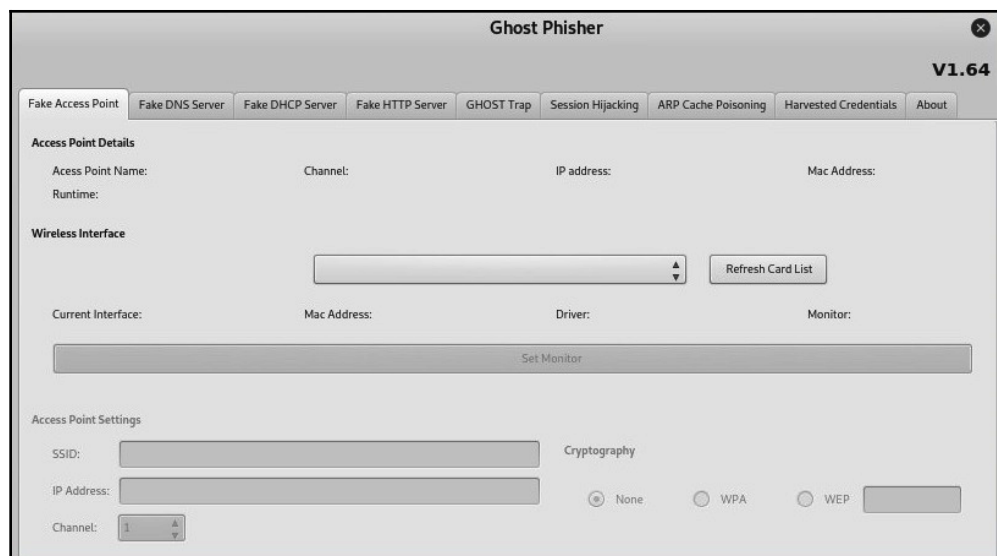 Ghost Phisher
V1.64
Fake Access Point Fake DNS Server Fake DHCP Server Fake HTTP Server GHOST Trap Session Hijacking ARP Cache Poisoning Harvested Credentials About
Access Point Details
Acess Point Name: Channel: IP address: Mac Address:
Runtime:
Wireless Interface
Refresh Card List
Current Interface: Mac Address: Driver: Monitor:
Set Monitor
Access Point Settings
SSID:
Cryptography
IP Address:
None WPA WEP
Channel: 1